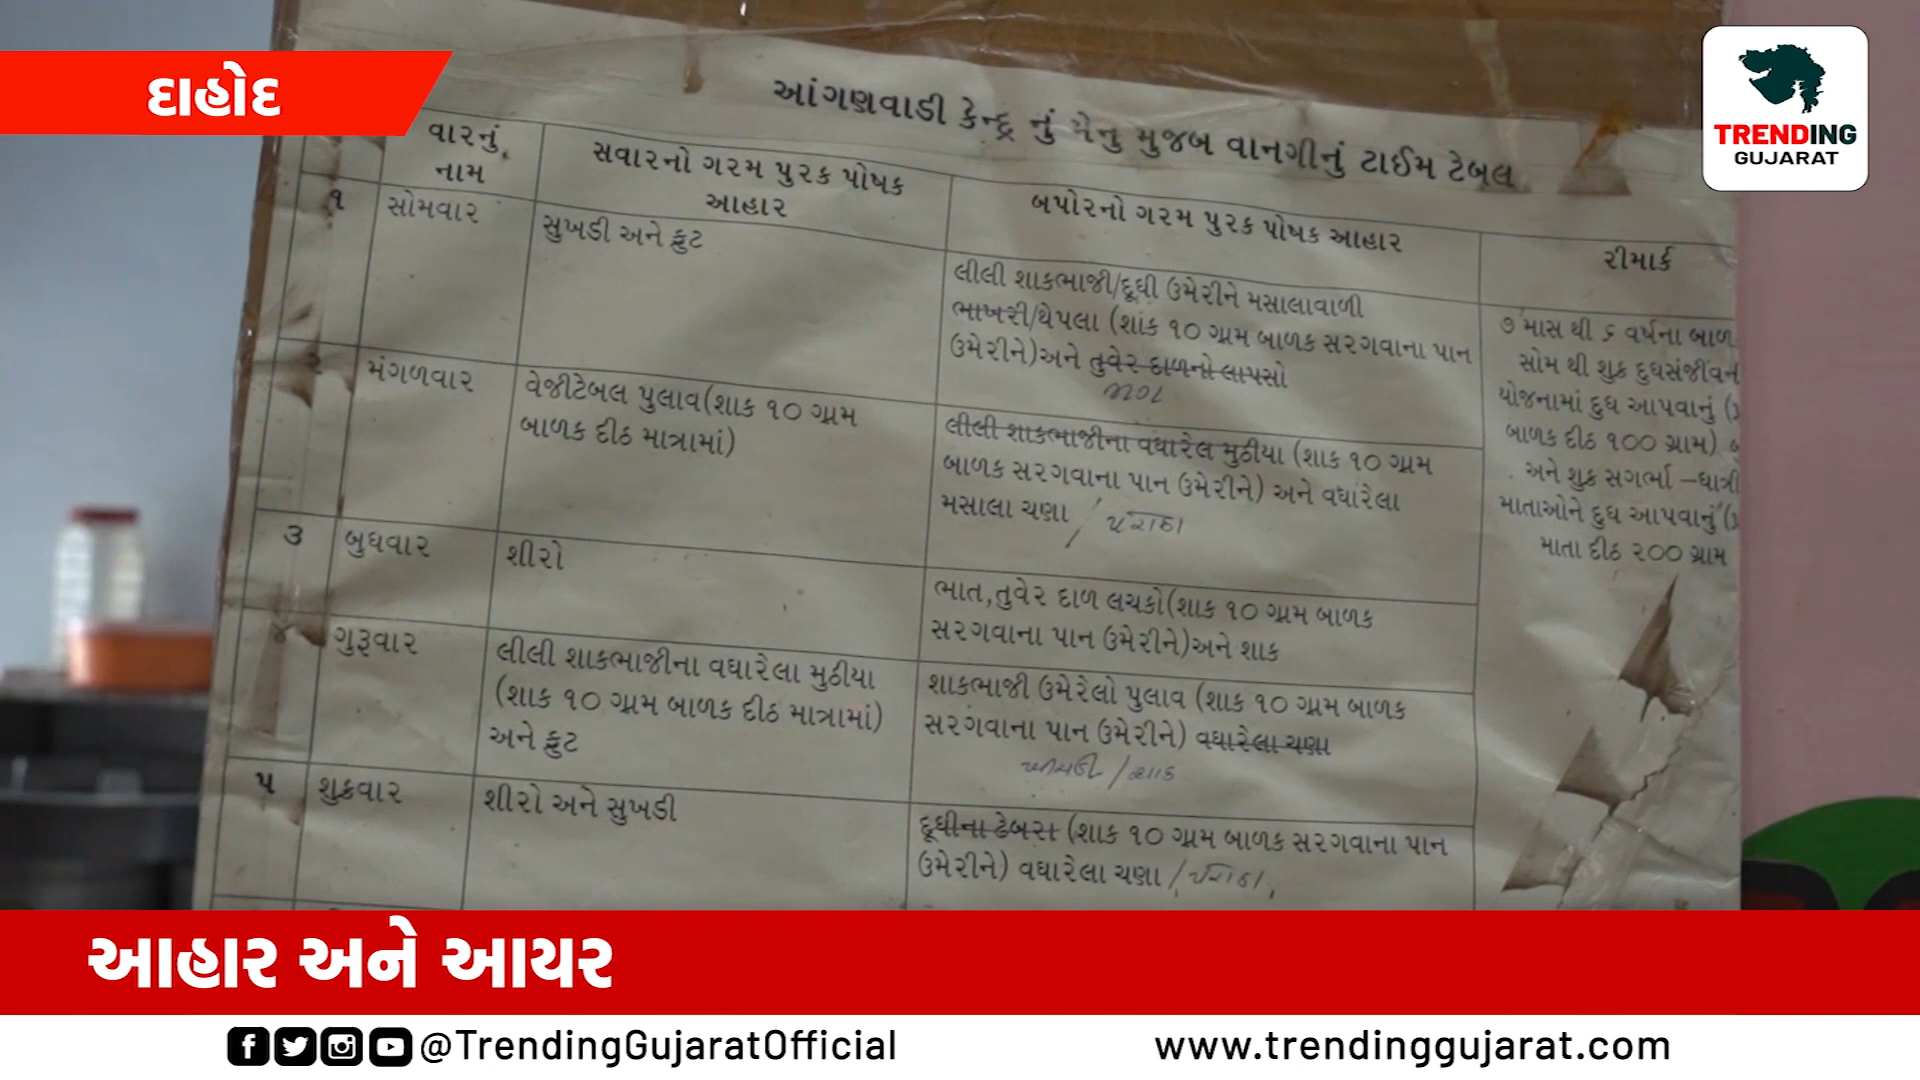 દાહોદ
TRENDING
GUJARAT
આંગણવાડી કેન્દ્ર નું મેનુ મુજબ વાનગીનું ટાઈમ ટેબલ
વારનું
નામ
સવારનો ગરમ પુરક પોષક
આહાર
બપોરનો ગરમ પુરક પોષક આહાર
રીમાર્ક
૧
સોમવાર
સુખડી અને ફ્રુટ
લીલી શાકભાજી/દૂધી ઉમેરીને મસાલાવાળી
ભાખરી/થેપલા (શાક ૧૦ ગ્રામ બાળક સરગવાના પાન
ઉમેરીને)અને તુવેર દાળનો લાપસો
૨
મંગળવાર
વેજીટેબલ પુલાવ(શાક ૧૦ ગ્રામ
બાળક દીઠ માત્રામાં)
લીલી શાકભાજીના વઘારેલ મુઠીયા (શાક ૧૦ ગ્રામ
બાળક સરગવાના પાન ઉમેરીને) અને વઘારેલા
મસાલા ચણા / પરાઠા
૩
બુધવાર
શીરો
ભાત,તુવેર દાળ લચકો(શાક ૧૦ ગ્રામ બાળક
સરગવાના પાન ઉમેરીને)અને શાક
૪
ગુરૂવાર
લીલી શાકભાજીના વઘારેલા મુઠીયા
(શાક ૧૦ ગ્રામ બાળક દીઠ માત્રામાં)
અને ફ્રુટ
શાકભાજી ઉમેરેલો પુલાવ (શાક ૧૦ ગ્રામ બાળક
સરગવાના પાન ઉમેરીને) વઘારેલા ચણા
/ શાક
૫
શુક્રવાર
શીરો અને સુખડી
દૂધીના ઢેબરા (શાક ૧૦ ગ્રામ બાળક સરગવાના પાન
ઉમેરીને) વઘારેલા ચણા / પરાઠા
૭ માસ થી ૬ વર્ષના બાળ
સોમ થી શુક્ર દુધસંજીવન
યોજનામાં દુધ આપવાનું
બાળક દીઠ ૧૦૦ ગ્રામ)
અને શુક્ર સગર્ભા –ધાત્રી
માતાઓને દુધ આપવાનું
માતા દીઠ ૨૦૦ ગ્રામ
આહાર અને આયર
@TrendingGujaratOfficial
www.trendinggujarat.com